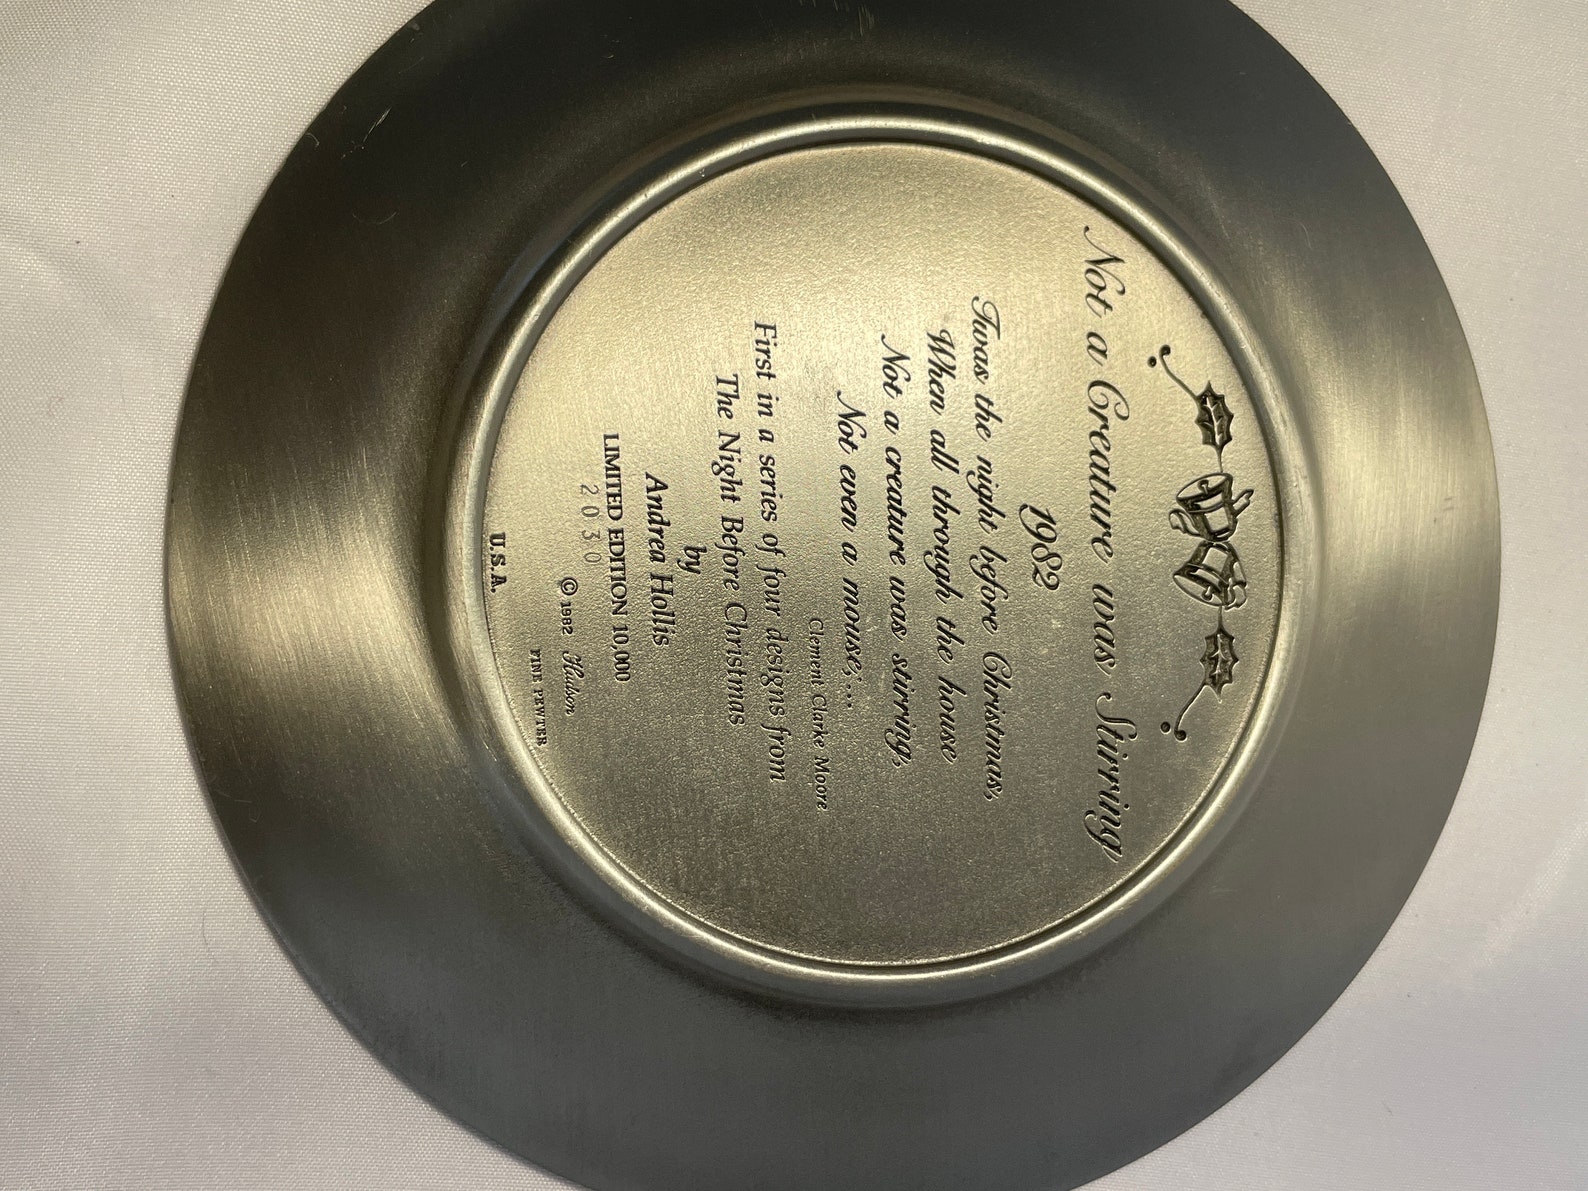 Not a Creature was Stirring
1982
Twas the night before Christmas,
When all through the house
Not a creature was stirring,
Not even a mouse;...
Clement Clarke Moore
First in a series of four designs from
The Night Before Christmas
by
Andrea Hollis
LIMITED EDITION 10,000
2030
© 1982 Hudson
FINE PEWTER
U.S.A.